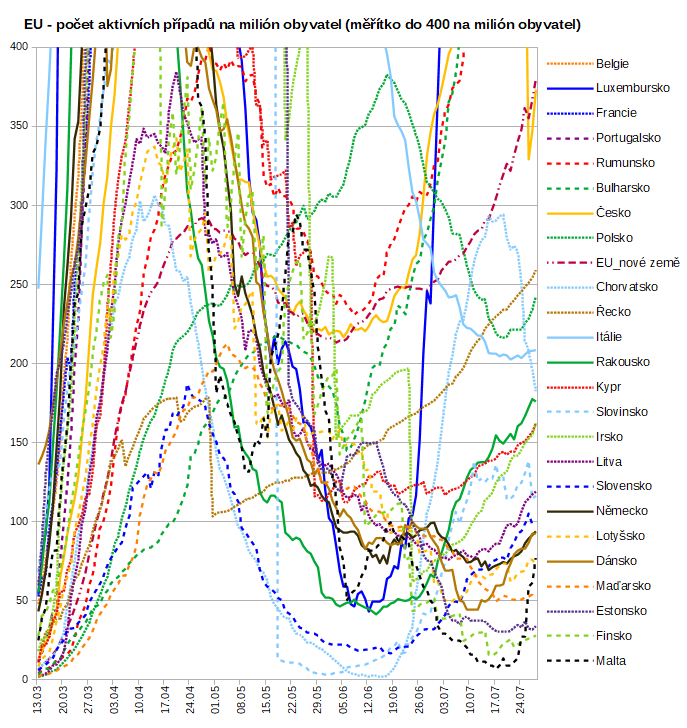 EU - počet aktivních případů na milión obyvatel (měřítko do 400 na milión obyvatel)
400
350
300
250
200
150
100
50
0
13.03
20.03
27.03
03.04
10.04
17.04
24.04
01.05
08.05
15.05
22.05
29.05
05.06
12.06
19.06
26.06
03.07
10.07
17.07
24.07
Belgie
Luxembursko
Francie
Portugalsko
Rumunsko
Bulharsko
Česko
Polsko
EU_nové země
Chorvatsko
Řecko
Itálie
Rakousko
Kypr
Slovinsko
Irsko
Litva
Slovensko
Německo
Lotyšsko
Dánsko
Maďarsko
Estonsko
Finsko
Malta